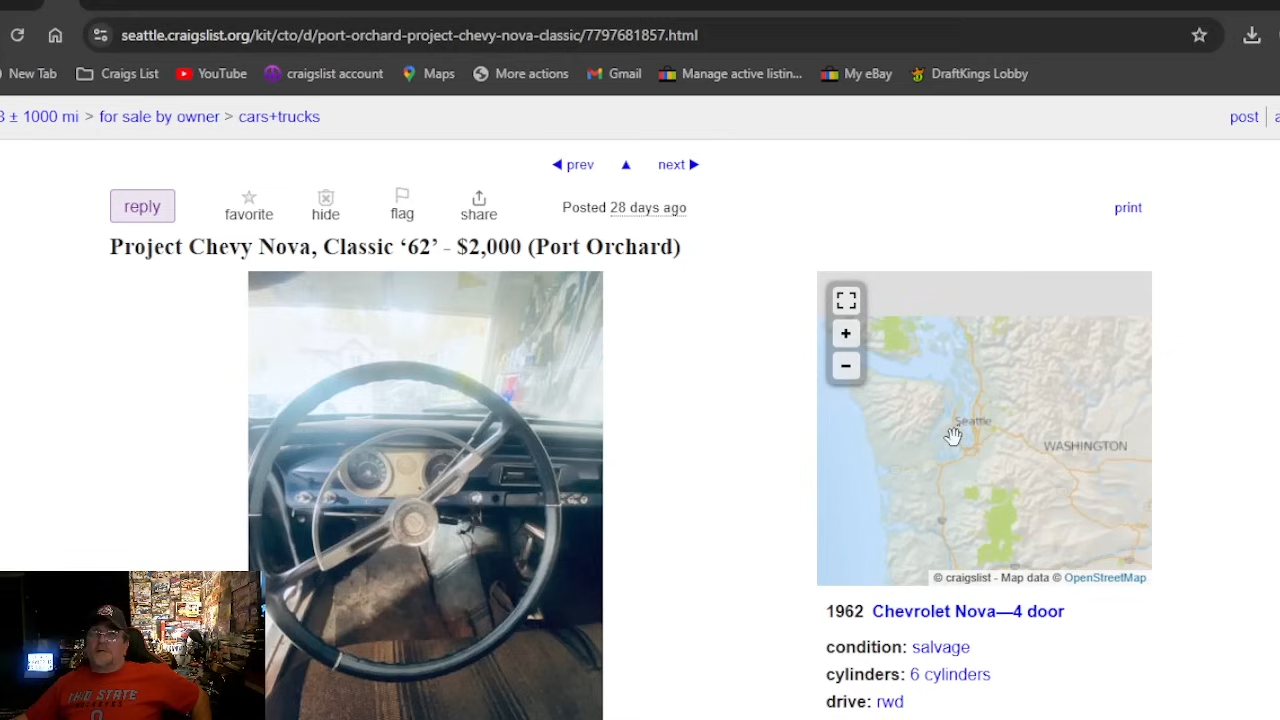 seattle.craigslist.org/kit/cto/d/port-orchard-project-chevy-nova-classic/7797681857.html
New Tab Craigs List YouTube craigslist account Maps More actions Gmail Manage active listin... My eBay DraftKings Lobby
3 ± 1000 mi > for sale by owner > cars+trucks
post
prev ▲ next
reply favorite hide flag share Posted 28 days ago print
Project Chevy Nova, Classic ‘62’ - $2,000 (Port Orchard)
+
−
Seattle
WASHINGTON
© craigslist - Map data © OpenStreetMap
1962 Chevrolet Nova—4 door
condition: salvage
cylinders: 6 cylinders
drive: rwd
OHIO STATE